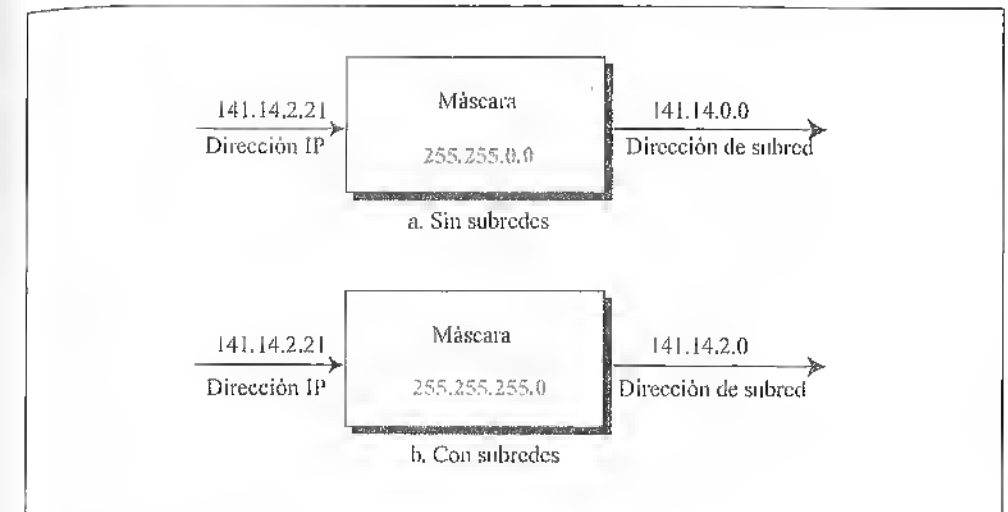 141.14.2.21
Dirección IP
Máscara
255.255.0.0
141.14.0.0
Dirección de subred
a. Sin subredes
141.14.2.21
Dirección IP
Máscara
255.255.255.0
141.14.2.0
Dirección de subred
b. Con subredes